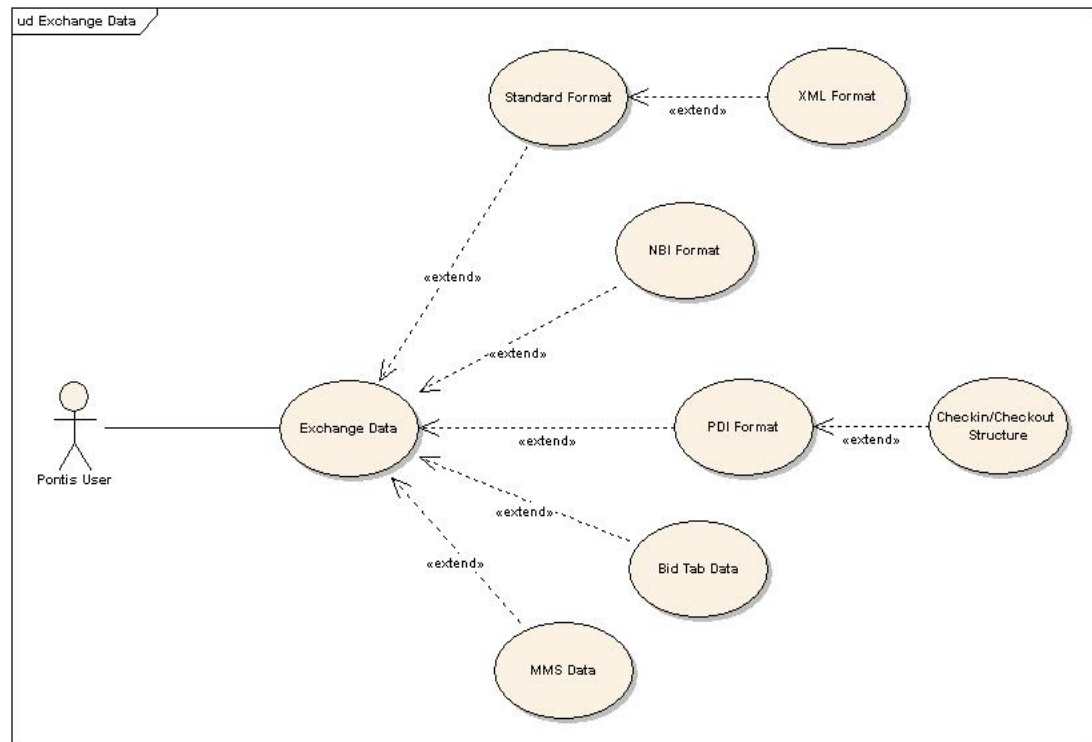 ud Exchange Data
Standard Format
«extend»
XML Format
«extend»
NBI Format
«extend»
Pontis User
Exchange Data
«extend»
PDI Format
«extend»
Checkin/Checkout
Structure
«extend»
Bid Tab Data
«extend»
MMS Data